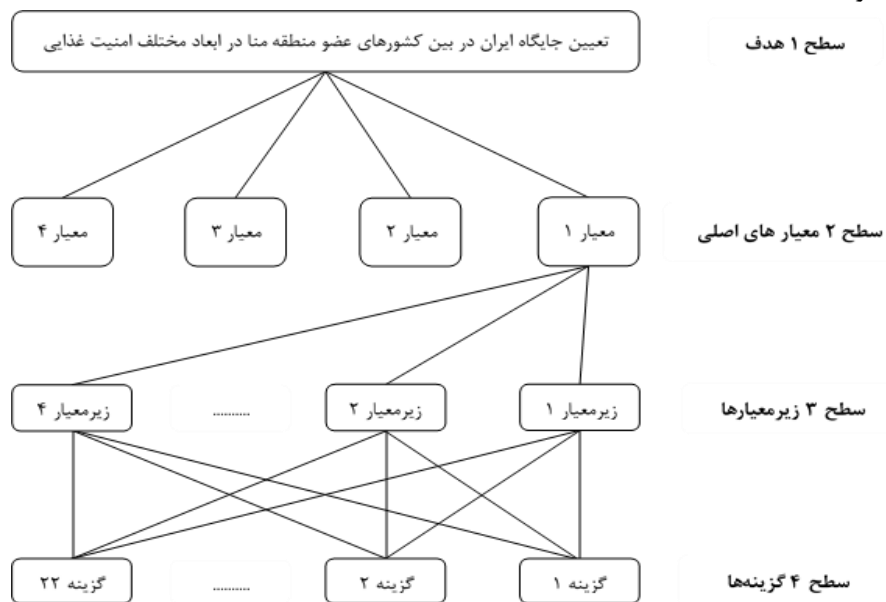 سطح ۱ هدف
تعیین جایگاه ایران در بین کشورهای عضو منطقه منا در ابعاد مختلف امنیت غذایی
سطح ۲ معیار های اصلی
معیار ۱
معیار ۲
معیار ۳
معیار ۴
سطح ۳ زیرمعیارها
زیرمعیار ۱
زیرمعیار ۲
..........
زیرمعیار ۴
سطح ۴ گزینه‌ها
گزینه ۱
گزینه ۲
..........
گزینه ۲۲